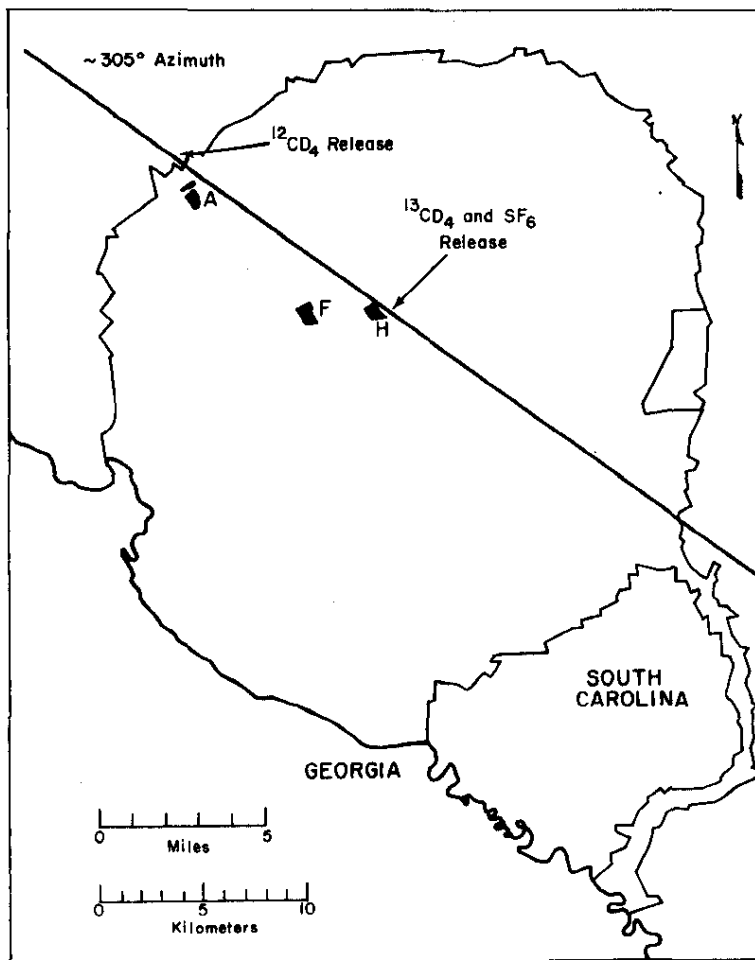 ~305° Azimuth
¹²CD₄ Release
A
¹³CD₄ and SF₆
Release
F
H
N
SOUTH
CAROLINA
GEORGIA
0 5
Miles
0 5 10
Kilometers